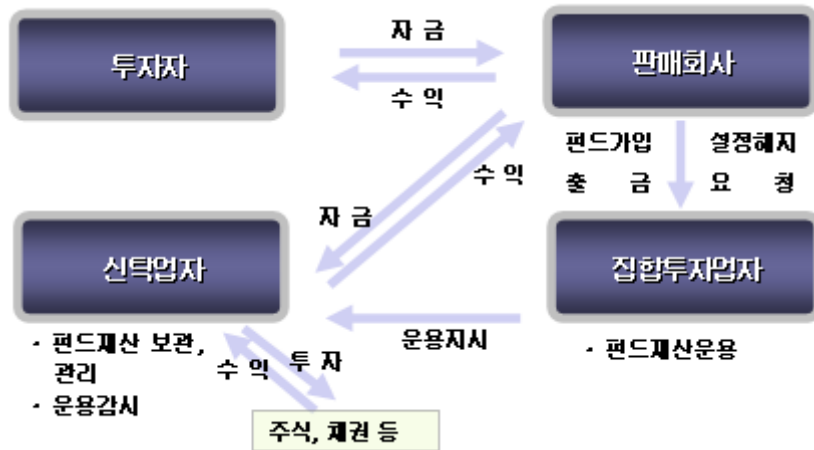 투자자
자 금
수 익
판매회사
펀드가입 설정해지
출 금 요 청
수 익
자 금
신탁업자
집합투자업자
운용지시
· 펀드재산 보관,
관리
· 운용감시
수 익
투 자
· 펀드재산운용
주식, 채권 등